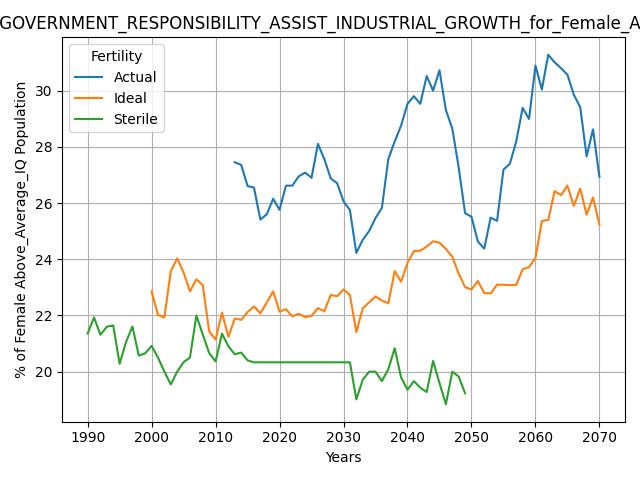 GOVERNMENT_RESPONSIBILITY_ASSIST_INDUSTRIAL_GROWTH_for_Female_A
Fertility
Actual
Ideal
Sterile
% of Female Above_Average_IQ Population
30
28
26
24
22
20
1990 2000 2010 2020 2030 2040 2050 2060 2070
Years